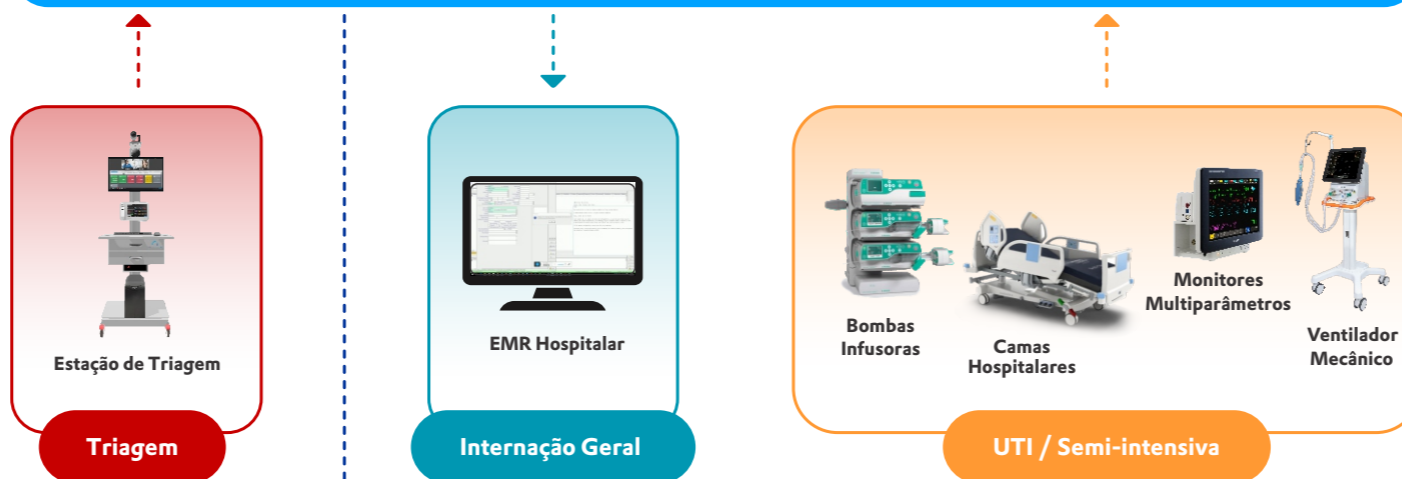 Estação de Triagem
Triagem
EMR Hospitalar
Internação Geral
Bombas
Infusoras
Camas
Hospitalares
Monitores
Multiparâmetros
Ventilador
Mecânico
UTI / Semi-intensiva